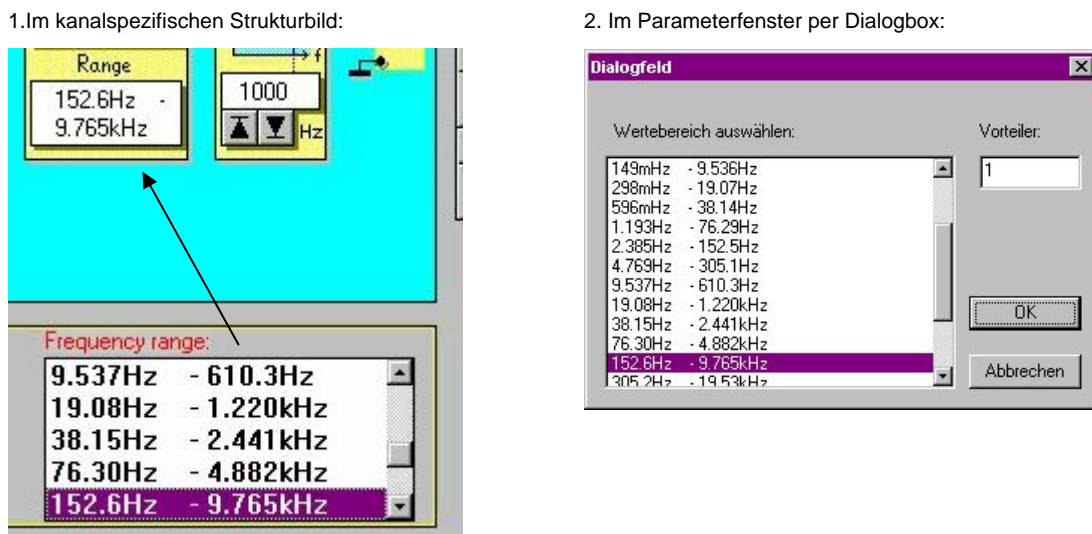 1.Im kanalspezifischen Strukturbild:
Range
152.6Hz -
9.765kHz
f
1000
Hz
Frequency range:
9.537Hz - 610.3Hz
19.08Hz - 1.220kHz
38.15Hz - 2.441kHz
76.30Hz - 4.882kHz
152.6Hz - 9.765kHz
2. Im Parameterfenster per Dialogbox:
Dialogfeld
Wertebereich auswählen:
149mHz - 9.536Hz
298mHz - 19.07Hz
596mHz - 38.14Hz
1.193Hz - 76.29Hz
2.385Hz - 152.5Hz
4.769Hz - 305.1Hz
9.537Hz - 610.3Hz
19.08Hz - 1.220kHz
38.15Hz - 2.441kHz
76.30Hz - 4.882kHz
152.6Hz - 9.765kHz
305.2Hz - 19.53kHz
Vorteiler:
1
OK
Abbrechen